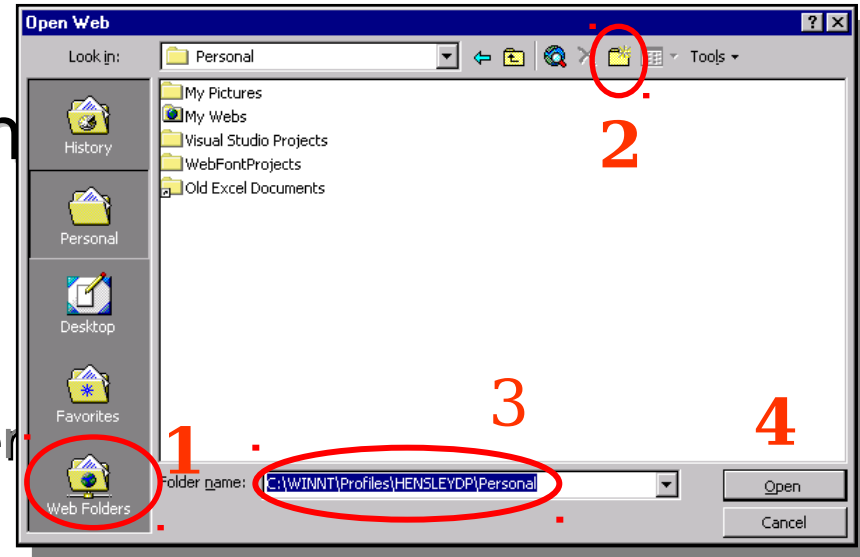 Open Web
Look in: Personal Tools
My Pictures
My Webs
Visual Studio Projects
WebFontProjects
Old Excel Documents
History
Personal
Desktop
Favorites
Web Folders
2
3
1
4
Folder name: C:\WINNT\Profiles\HENSLEYDP\Personal
Open
Cancel